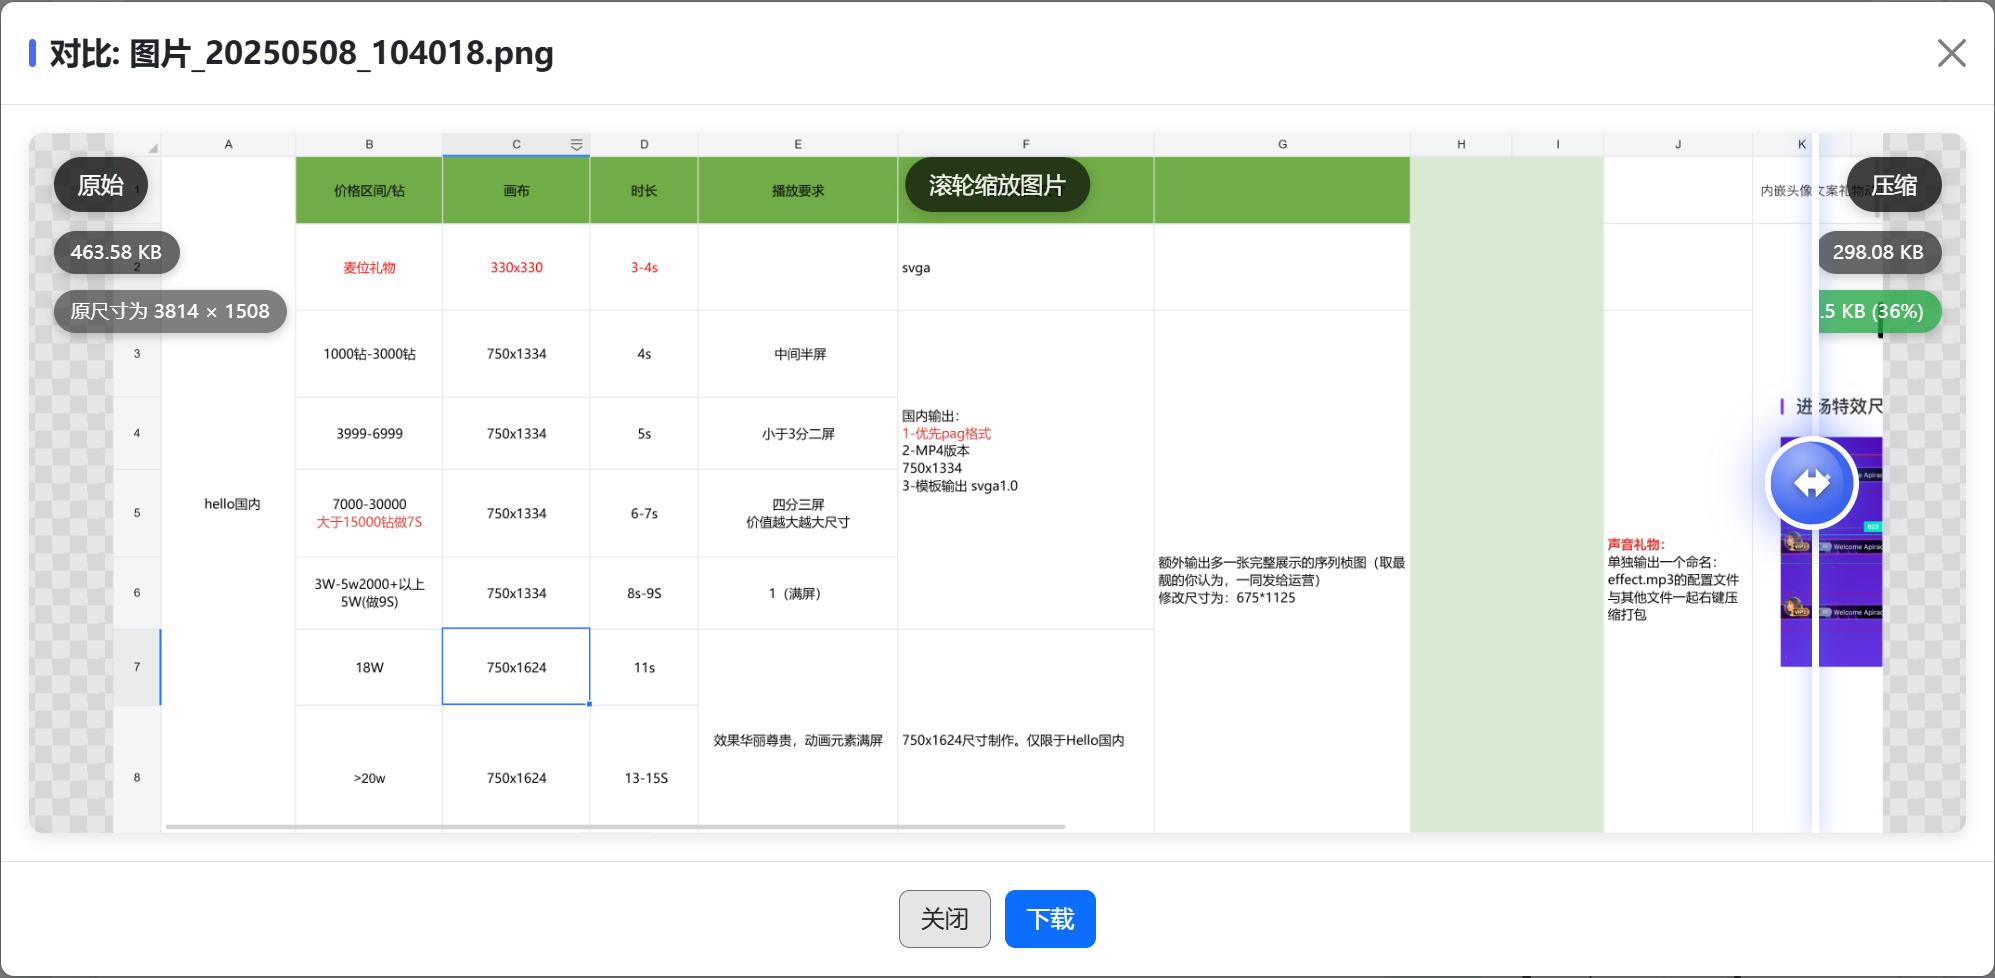 对比: 图片_20250508_104018.png
A B C D E F G H I J K
原始
滚轮缩放图片
压缩
1 价格区间/钻 画布 时长 播放要求
内嵌头像文案礼物
463.58 KB
298.08 KB
2 麦位礼物 330x330 3-4s svga
原尺寸为 3814 × 1508
.5 KB (36%)
3 1000钻-3000钻 750x1334 4s 中间半屏
4 3999-6999 750x1334 5s 小于3分二屏
国内输出：
1-优先pag格式
2-MP4版本
750x1334
3-模板输出 svga1.0
进场特效尺
hello国内
5 7000-30000
大于15000钻做7S
750x1334 6-7s
四分三屏
价值越大越大尺寸
6 3W-5w2000+以上
5W(做9S)
750x1334 8s-9S 1（满屏）
额外输出多一张完整展示的序列桢图（取最
靓的你认为，一同发给运营）
修改尺寸为：675*1125
声音礼物：
单独输出一个命名：
effect.mp3的配置文件
与其他文件一起右键压
缩打包
Welcome Apirac
Welcome Apirac
7 18W 750x1624 11s
效果华丽尊贵，动画元素满屏 750x1624尺寸制作。仅限于Hello国内
8 >20w 750x1624 13-15S
关闭 下载